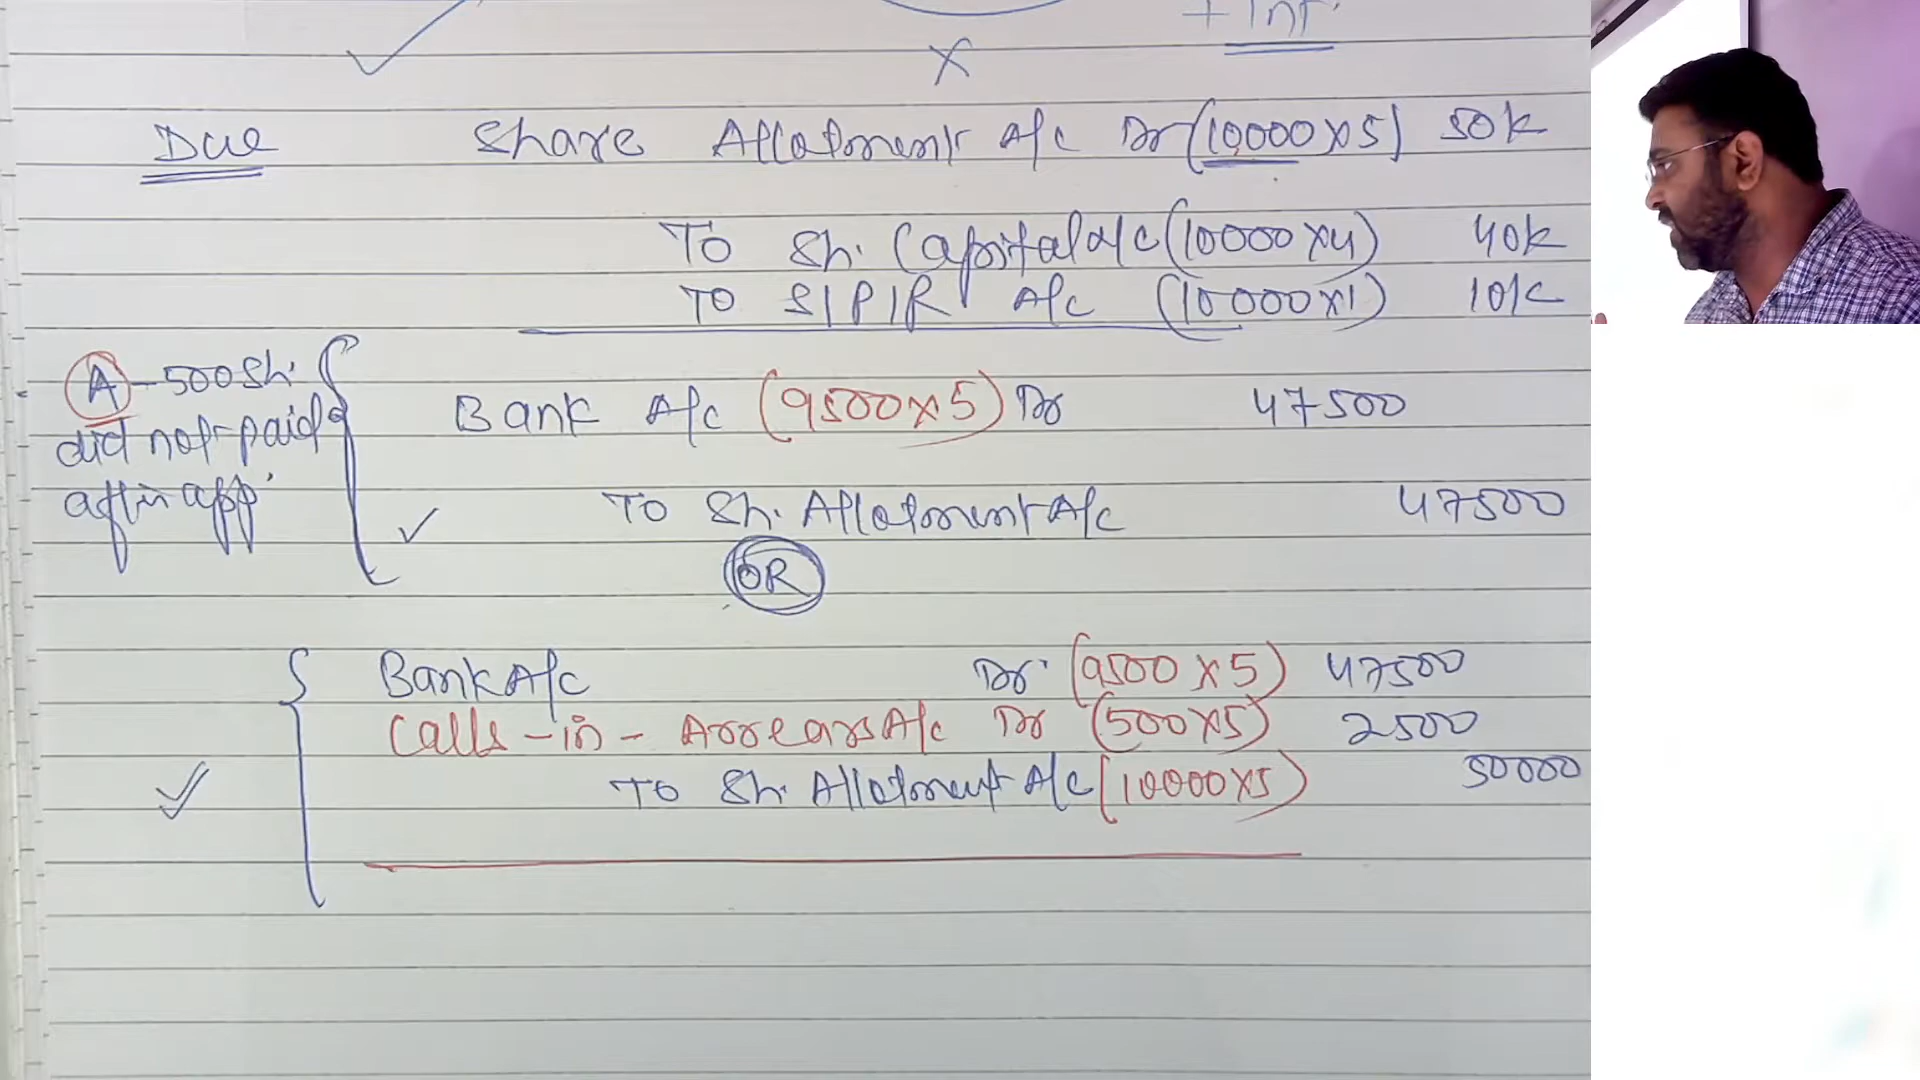 + Int.
X
Due Share Allotment A/c Dr (10000×5) 50k
To Sh. Capital A/c (10000×4) 40k
To S/P/R A/c (10000×1) 10k
A - 500 Sh.
did not paid
after app.
Bank A/c (9500×5) Dr 47500
To Sh. Allotment A/c 47500
OR
Bank A/c Dr. (9500×5) 47500
Calls-in-Arrears A/c Dr (500×5) 2500
To Sh. Allotment A/c (10000×5) 50000